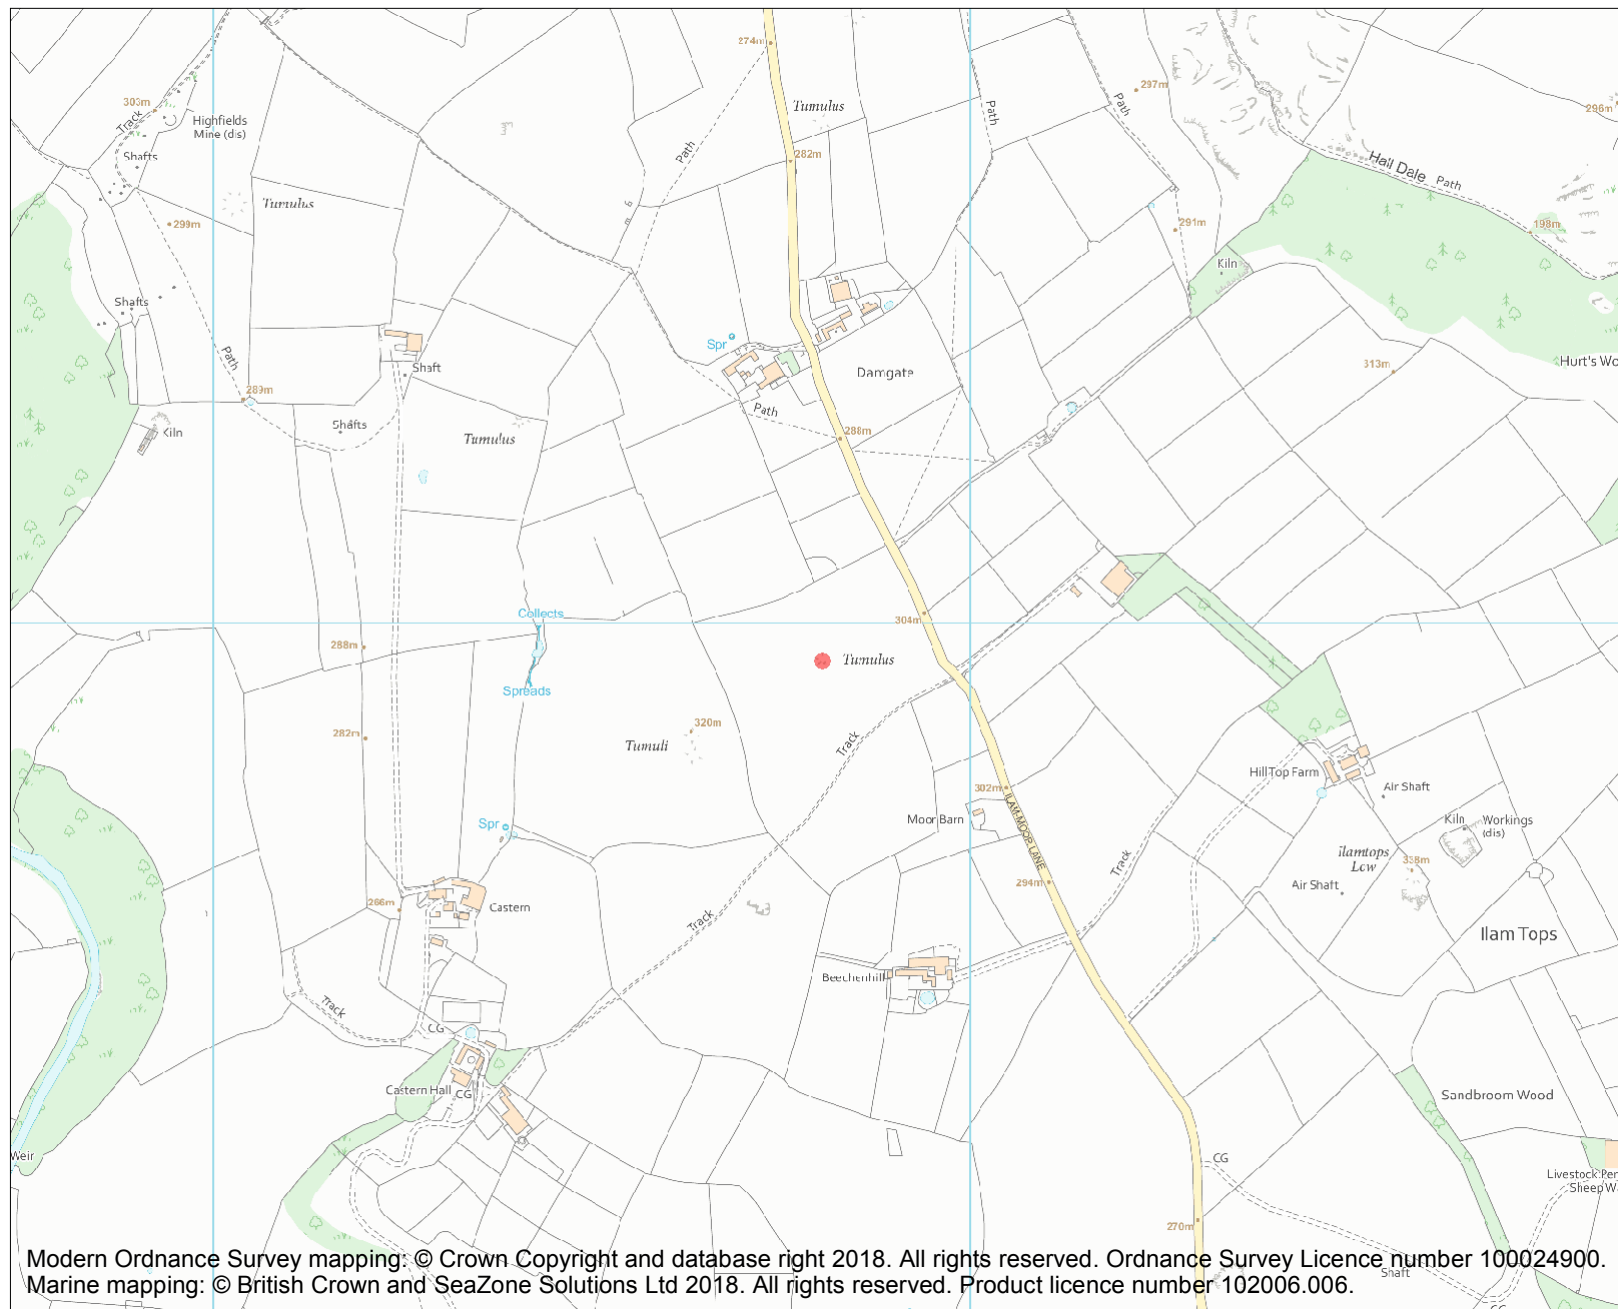 274m
Tumulus
297m
296m
303m
Track
Highfields
Mine (dis)
Path
Path
Path
Shafts
282m
Hall Dale Path
Tumulus
299m
291m
198m
Kiln
Shafts
Spr
Path
Shaft
Damgate
313m
Hurt's Wo
289m
Path
Shafts
Kiln
Tumulus
288m
Collects
304m
288m
Tumulus
Spreads
320m
282m
Tumuli
Track
Hill Top Farm
302m
Air Shaft
ILAM MOOR LANE
Moor Barn
Kiln
Workings
(dis)
Spr
Ilamtops
Low
338m
Track
294m
Air Shaft
266m
Castern
Track
Ilam Tops
Beechenhill
Track
CG
Castern Hall
CG
Sandbroom Wood
Weir
CG
Livestock Pen
Sheep W
270m
Modern Ordnance Survey mapping: © Crown Copyright and database right 2018. All rights reserved. Ordnance Survey Licence number 100024900.
Shaft
Marine mapping: © British Crown and SeaZone Solutions Ltd 2018. All rights reserved. Product licence number 102006.006.